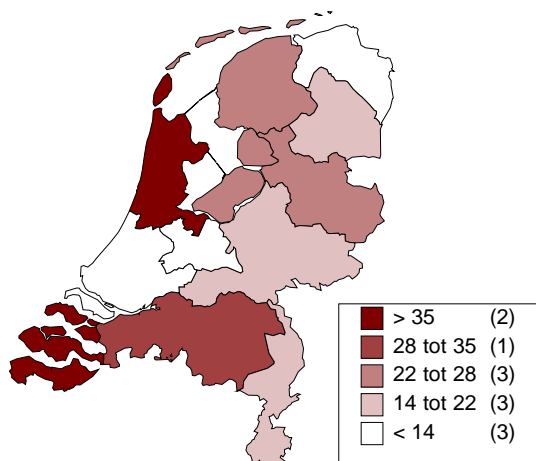 > 35 (2)
28 tot 35 (1)
22 tot 28 (3)
14 tot 22 (3)
< 14 (3)